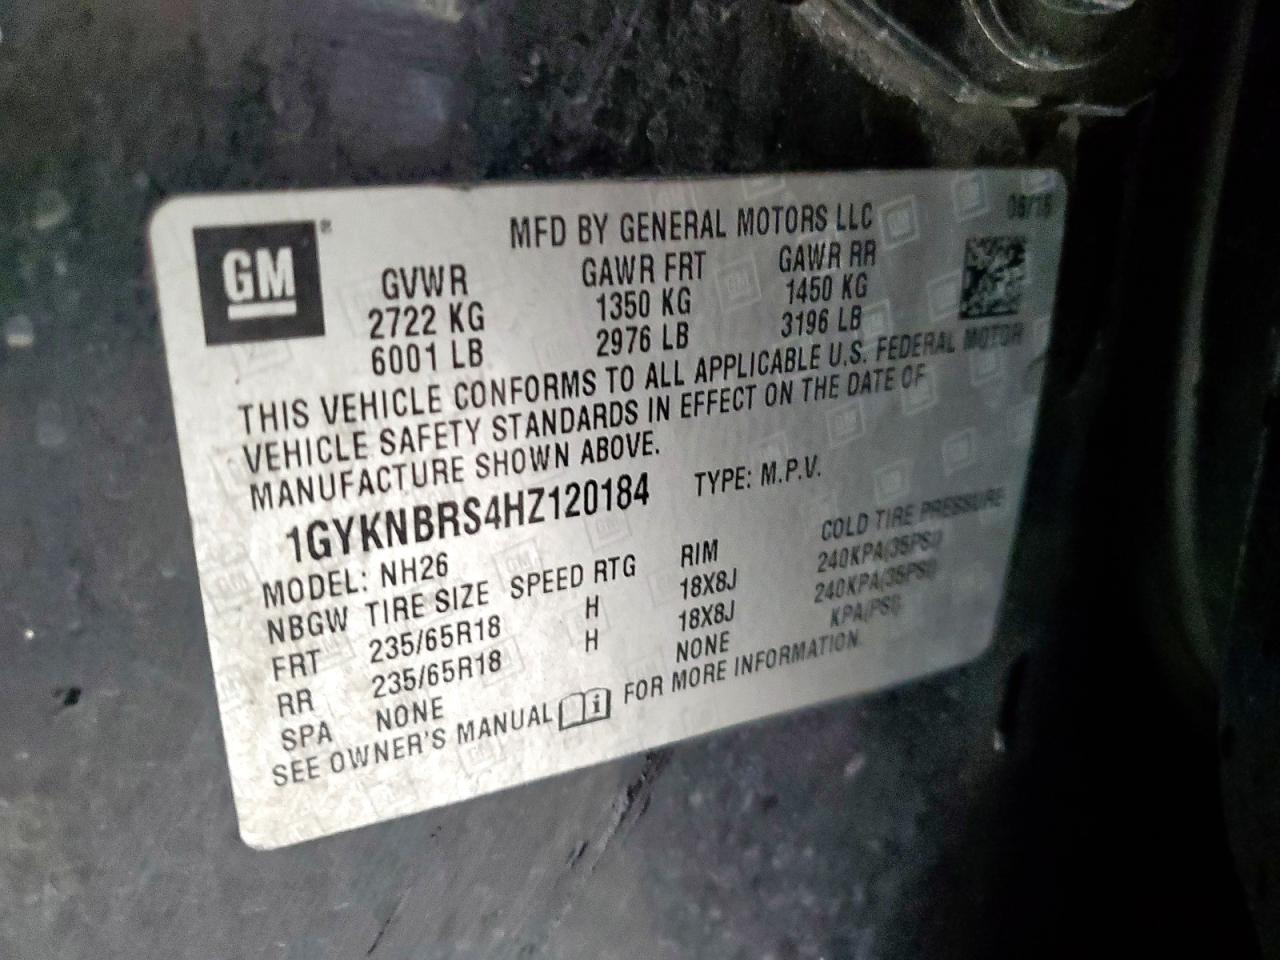 GM®
MFD BY GENERAL MOTORS LLC 06/16
GVWR GAWR FRT GAWR RR
2722 KG 1350 KG 1450 KG
6001 LB 2976 LB 3196 LB
THIS VEHICLE CONFORMS TO ALL APPLICABLE U.S. FEDERAL MOTOR
VEHICLE SAFETY STANDARDS IN EFFECT ON THE DATE OF
MANUFACTURE SHOWN ABOVE.
1GYKNBRS4HZ120184 TYPE: M.P.V.
MODEL: NH26
NBGW TIRE SIZE SPEED RTG RIM COLD TIRE PRESSURE
FRT 235/65R18 H 18X8J 240KPA(35PSI)
RR 235/65R18 H 18X8J 240KPA(35PSI)
SPA NONE NONE KPA(PSI)
SEE OWNER'S MANUAL FOR MORE INFORMATION.